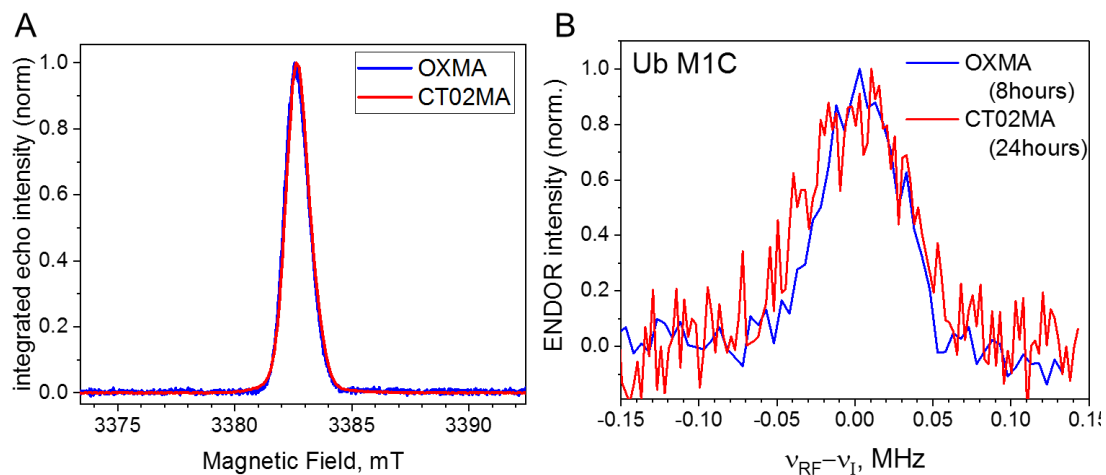 A
integrated echo intensity (norm)
1.0
0.8
0.6
0.4
0.2
0.0
OXMA
CT02MA
3375
3380
3385
3390
Magnetic Field, mT
B
ENDOR intensity (norm.)
1.0
0.8
0.6
0.4
0.2
0.0
Ub M1C
OXMA
(8hours)
CT02MA
(24hours)
-0.15
-0.10
-0.05
0.00
0.05
0.10
0.15
νRF−νI, MHz